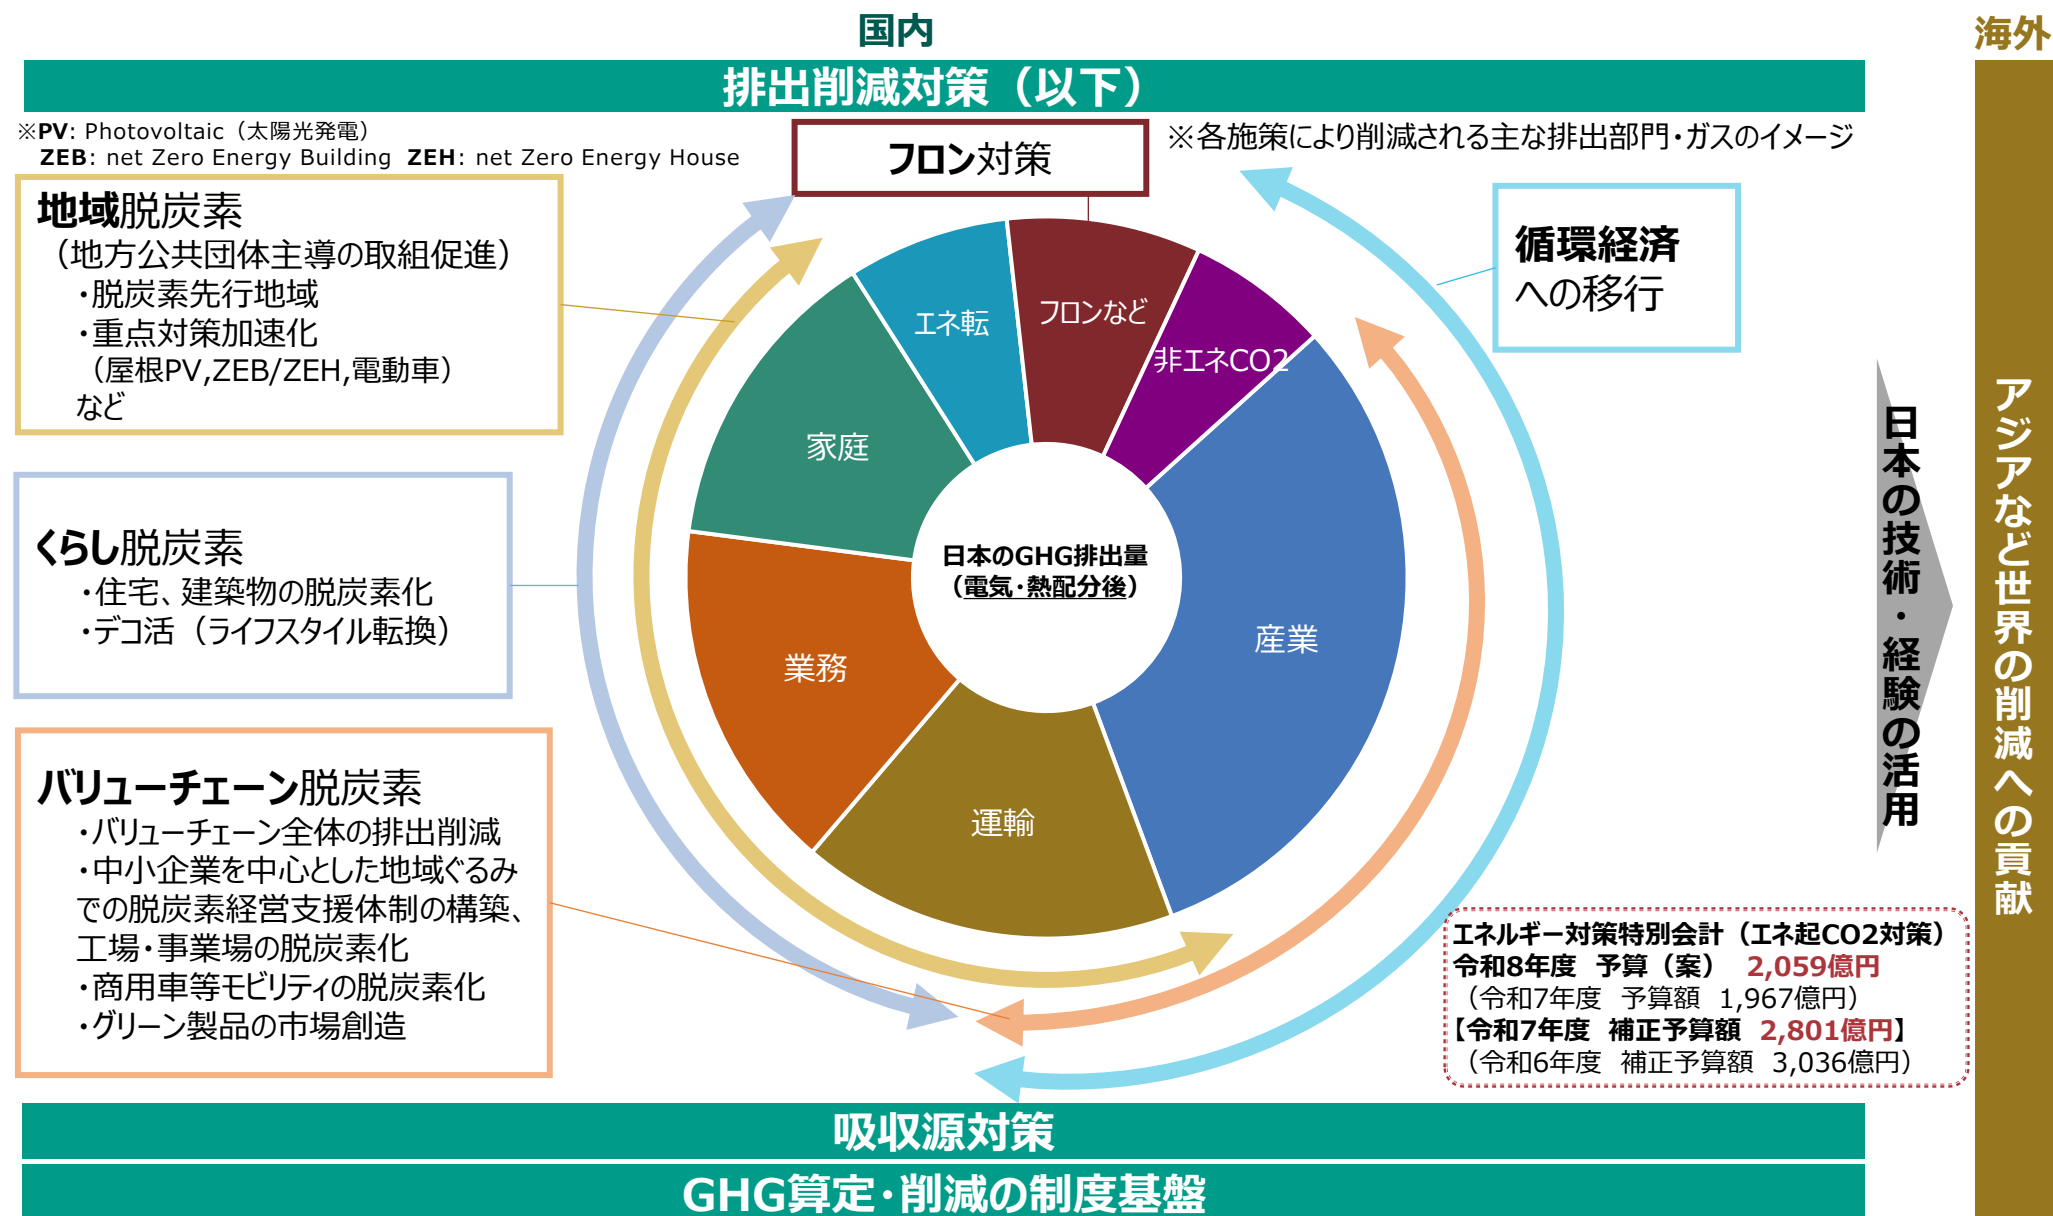 国内
海外
排出削減対策（以下）
※PV: Photovoltaic（太陽光発電）
ZEB: net Zero Energy Building ZEH: net Zero Energy House
フロン対策
※各施策により削減される主な排出部門・ガスのイメージ
地域脱炭素
（地方公共団体主導の取組促進）
・脱炭素先行地域
・重点対策加速化
（屋根PV,ZEB/ZEH,電動車）
など
くらし脱炭素
・住宅、建築物の脱炭素化
・デコ活（ライフスタイル転換）
バリューチェーン脱炭素
・バリューチェーン全体の排出削減
・中小企業を中心とした地域ぐるみ
での脱炭素経営支援体制の構築、
工場・事業場の脱炭素化
・商用車等モビリティの脱炭素化
・グリーン製品の市場創造
エネ転
フロンなど
非エネCO2
家庭
産業
業務
運輸
日本のGHG排出量
（電気・熱配分後）
循環経済
への移行
日本の技術・経験の活用
アジアなど世界の削減への貢献
エネルギー対策特別会計（エネ起CO2対策）
令和8年度 予算（案） 2,059億円
（令和7年度 予算額 1,967億円）
【令和7年度 補正予算額 2,801億円】
（令和6年度 補正予算額 3,036億円）
吸収源対策
GHG算定・削減の制度基盤